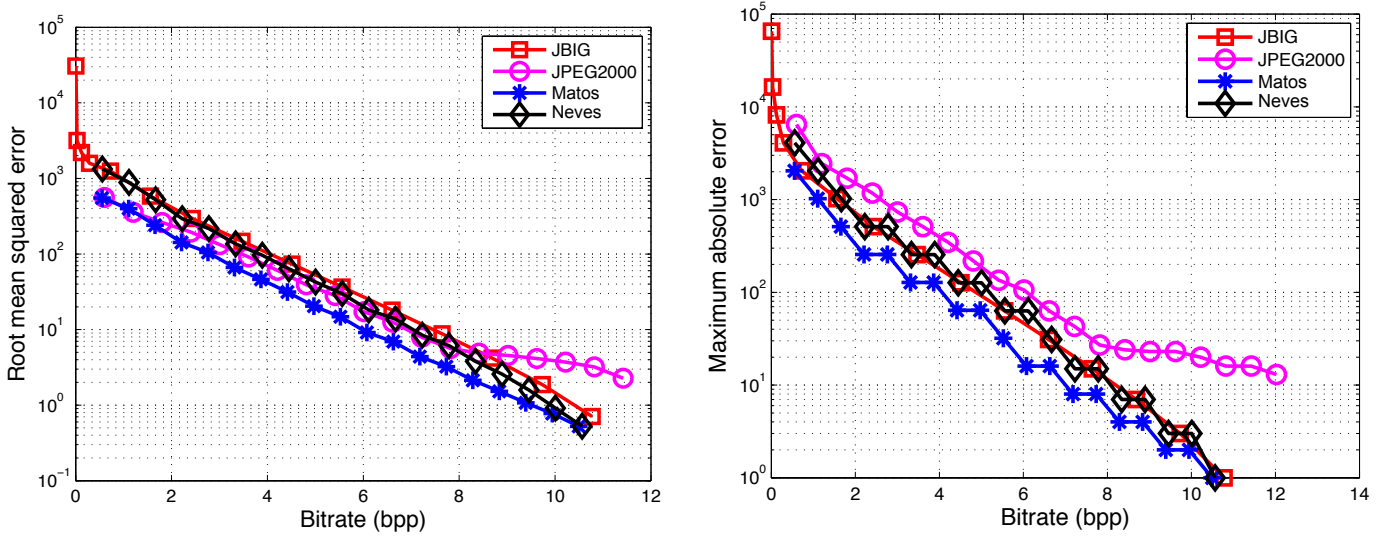 10^5
10^4
10^3
10^2
10^1
10^0
10^−1
0
2
4
6
8
10
12
Root mean squared error
Bitrate (bpp)
JBIG
JPEG2000
Matos
Neves
10^5
10^4
10^3
10^2
10^1
10^0
0
2
4
6
8
10
12
14
Maximum absolute error
Bitrate (bpp)
JBIG
JPEG2000
Matos
Neves